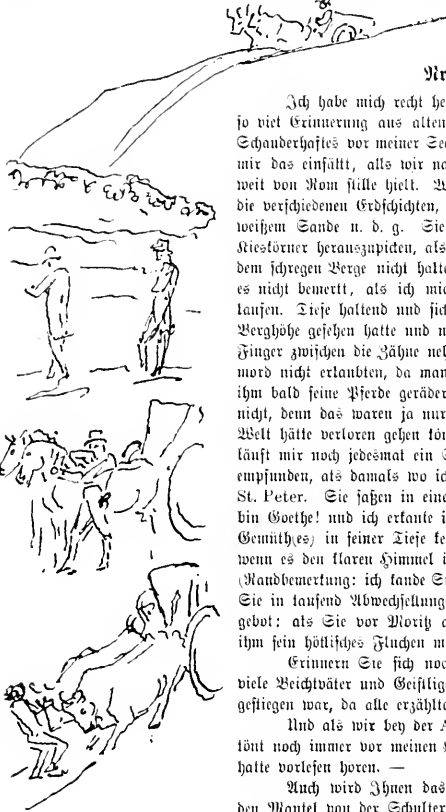 Nr
Ich habe mich recht he
so viel Erinnerung aus alten
Schauderhaftes vor meiner See
mir das einfällt, alls wir na
weit von Rom stille hielt. W
die verschiedenen Erdschichten,
weißem Sande u. d. g. Sie
Kieskörner herauszupicken, als
dem schregen Berge nicht halte
es nicht bemerkt, als ich mic
laufen. Tiefe haltend und sich
Berghöhe gesehen hatte und n
Finger zwischen die Zähne neh
mord nicht erlaubten, da man
ihm bald seine Pferde geräder
nicht, denn das waren ja nur
Welt hätte verloren gehen kön
läuft mir noch jedesmat ein S
empfunden, als damals wo ic
St. Peter. Sie saßen in eine
bin Goethe! und ich erkante i
Gemüth(es) in seiner Tiefe ke
wenn es den klaren Himmel i
(Randbemerkung: ich kande Si
Sie in tausend Abwechsellung
gebot: als Sie vor Moritz a
ihm sein hötlisches Fluchen m
Erinnern Sie sich noc
viele Beichtväter und Geistlig
gestiegen war, da alle erzählte
Und als wir bey der A
tönt noch immer vor meinen
hatte vorlesen hören. —
Auch wird Ihnen das
den Mantel von der Schulter